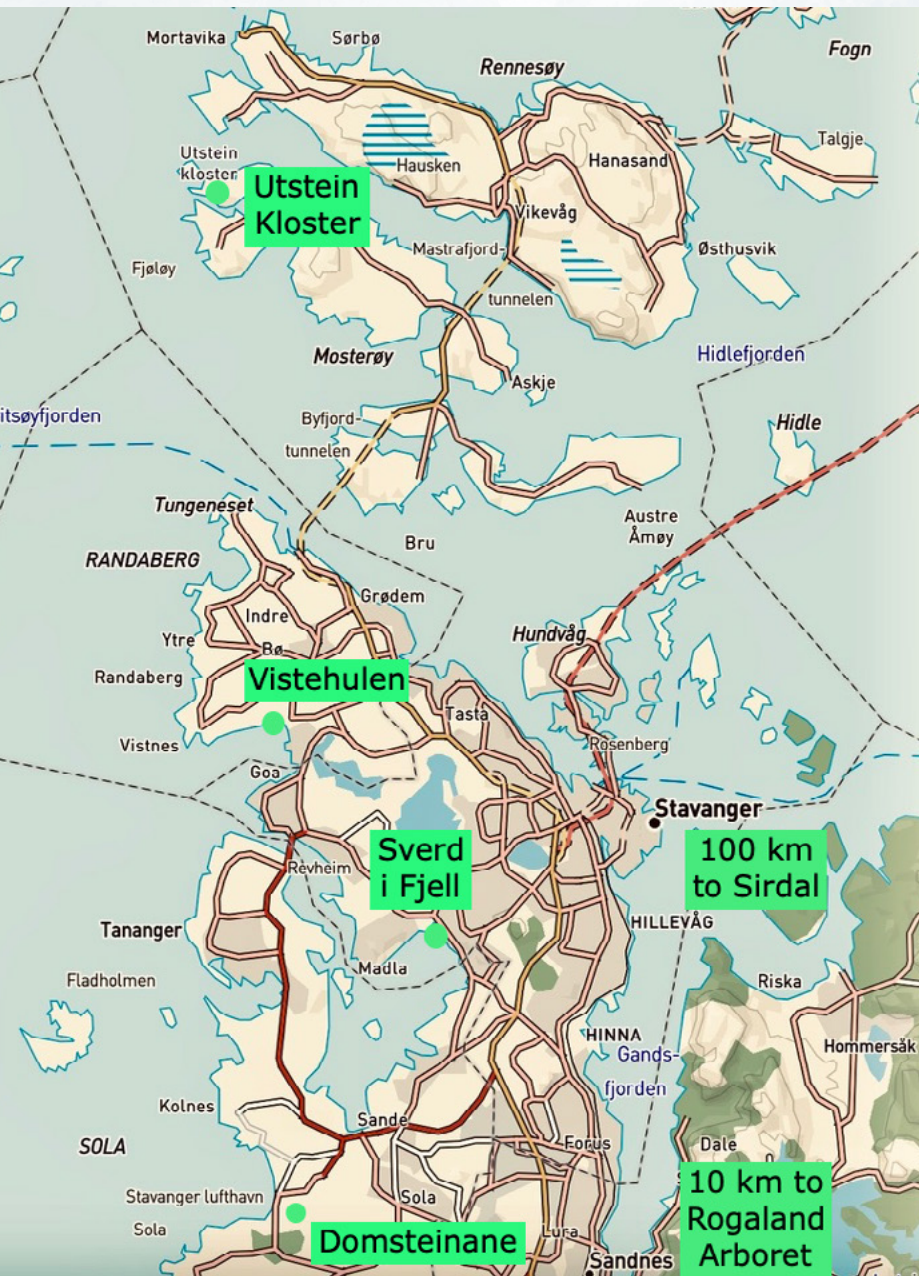 Mortavika
Sørbø
Rennesøy
Fogn
Talgje
Utstein
kloster
Hausken
Hanasand
Utstein
Kloster
Vikevåg
Fjøløy
Mastrafjord-
tunnelen
Østhusvik
Mosterøy
Hidlefjorden
Askje
itsøyfjorden
Byfjord-
tunnelen
Hidle
Tungeneset
Austre
Åmøy
Bru
RANDABERG
Grødem
Indre
Bø
Hundvåg
Ytre
Randaberg
Vistehulen
Tasta
Vistnes
Rosenberg
Goa
Stavanger
Sverd
i Fjell
100 km
to Sirdal
Revheim
Tananger
HILLEVÅG
Madla
Fladholmen
Riska
HINNA
Gands-
fjorden
Hommersåk
Kolnes
Sande
SOLA
Forus
Dale
Stavanger lufthavn
Sola
Sola
10 km to
Rogaland
Arboret
Domsteinane
Lura
Sandnes